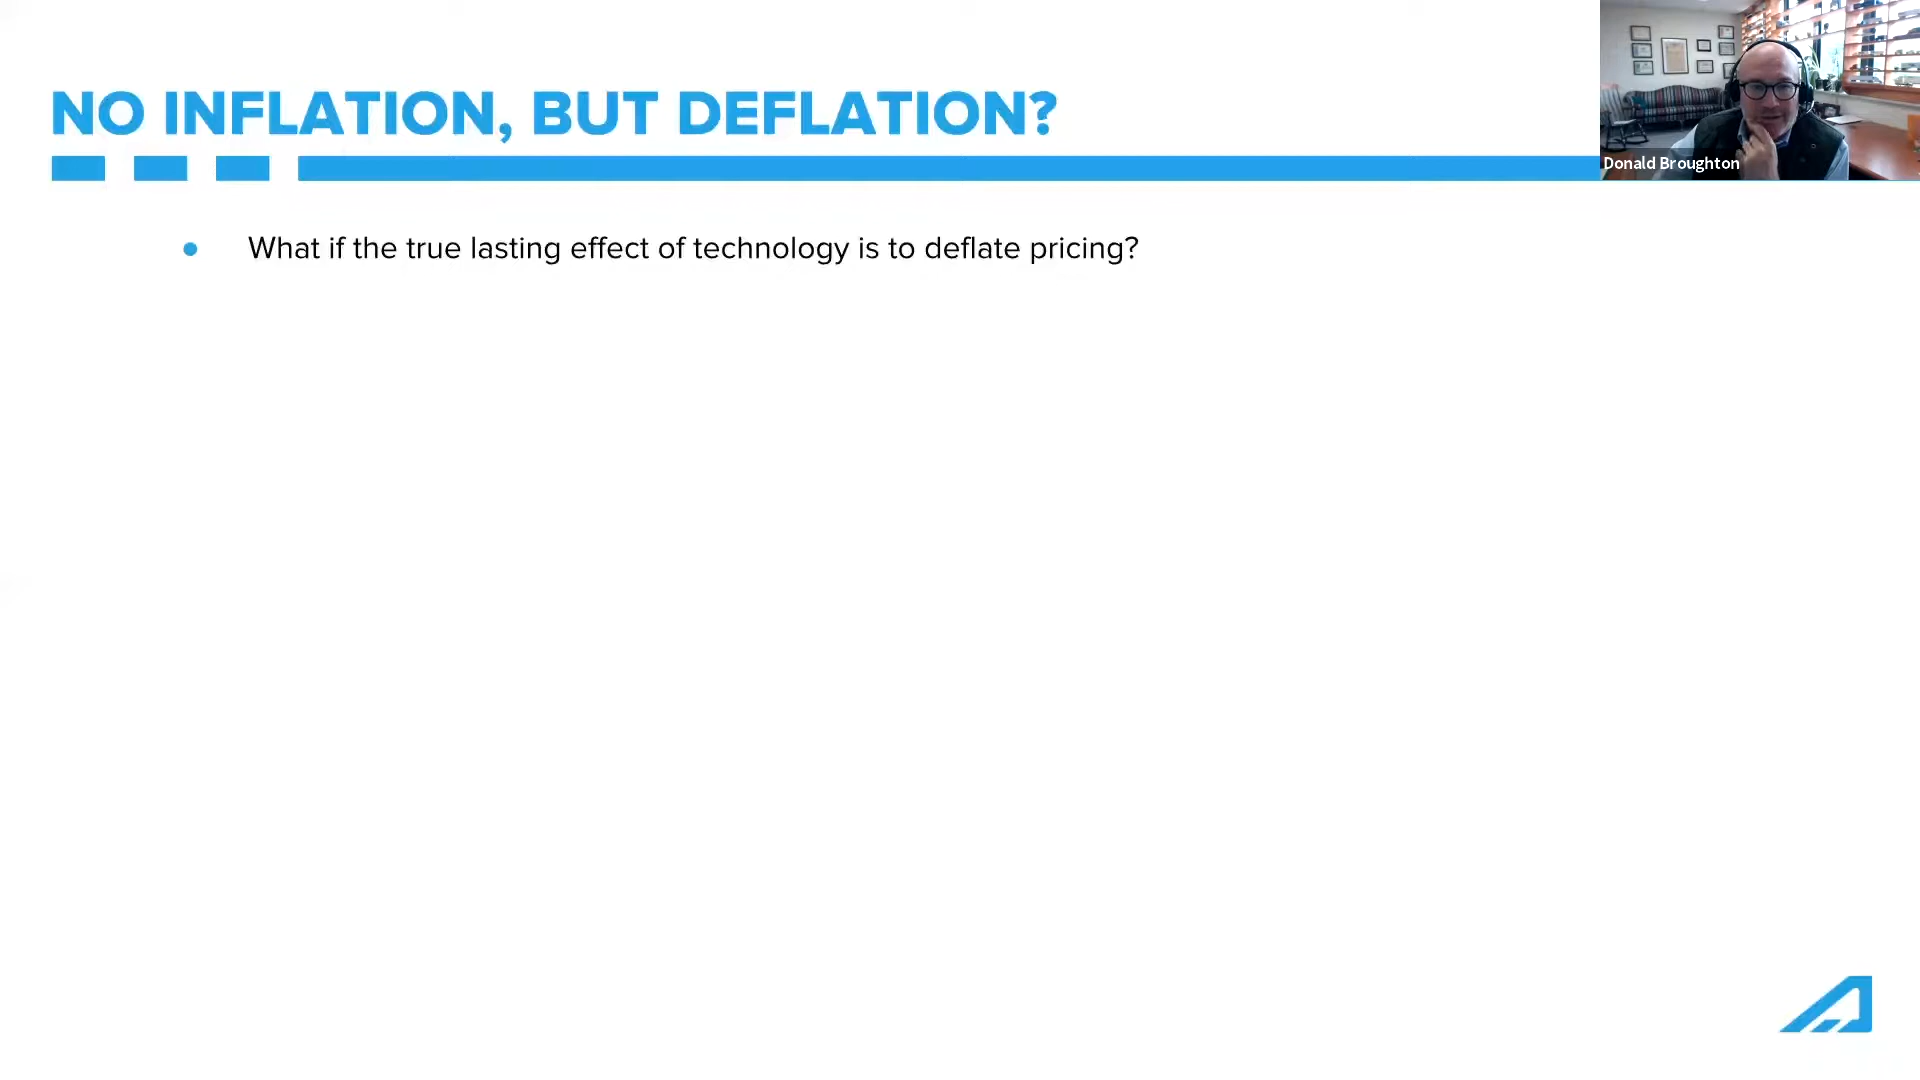 NO INFLATION, BUT DEFLATION?
Donald Broughton
What if the true lasting effect of technology is to deflate pricing?